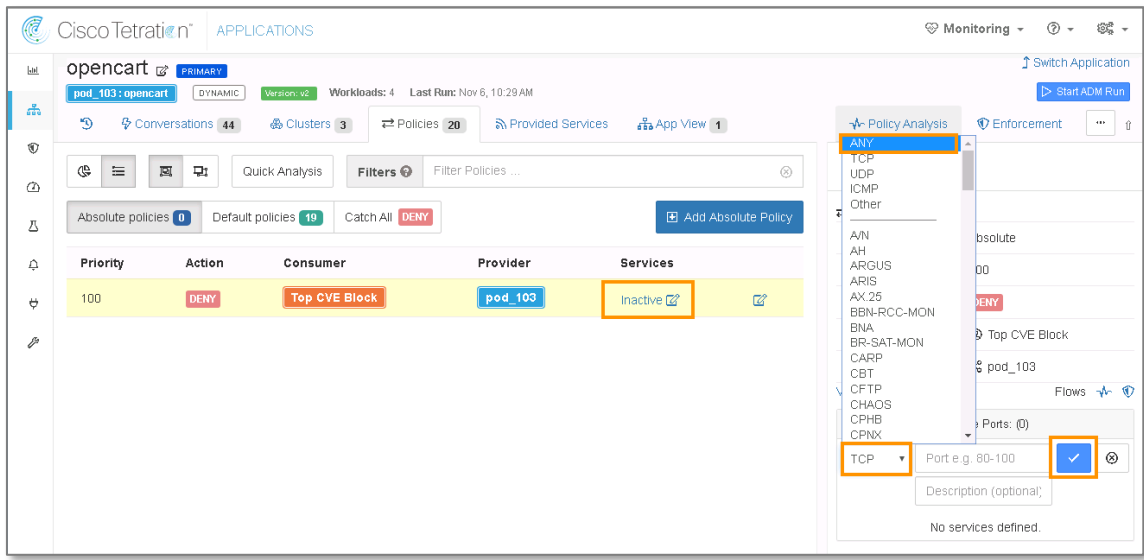 Cisco Tetration™ APPLICATIONS Monitoring
opencart PRIMARY
Switch Application
pod_103 : opencart DYNAMIC Version: v2 Workloads: 4 Last Run: Nov 6, 10:29 AM
Start ADM Run
Conversations 44 Clusters 3 Policies 20 Provided Services App View 1 Policy Analysis Enforcement ...
Quick Analysis Filters Filter Policies ...
Absolute policies 0 Default policies 19 Catch All DENY Add Absolute Policy
Priority Action Consumer Provider Services
100 DENY Top CVE Block pod_103 Inactive
ANY
TCP
UDP
ICMP
Other
A/N
AH
ARGUS
ARIS
AX.25
BBN-RCC-MON
BNA
BR-SAT-MON
CARP
CBT
CFTP
CHAOS
CPHB
CPNX
bsolute
00
DENY
Top CVE Block
pod_103
Flows
Ports: (0)
TCP Port e.g. 80-100
Description (optional)
No services defined.